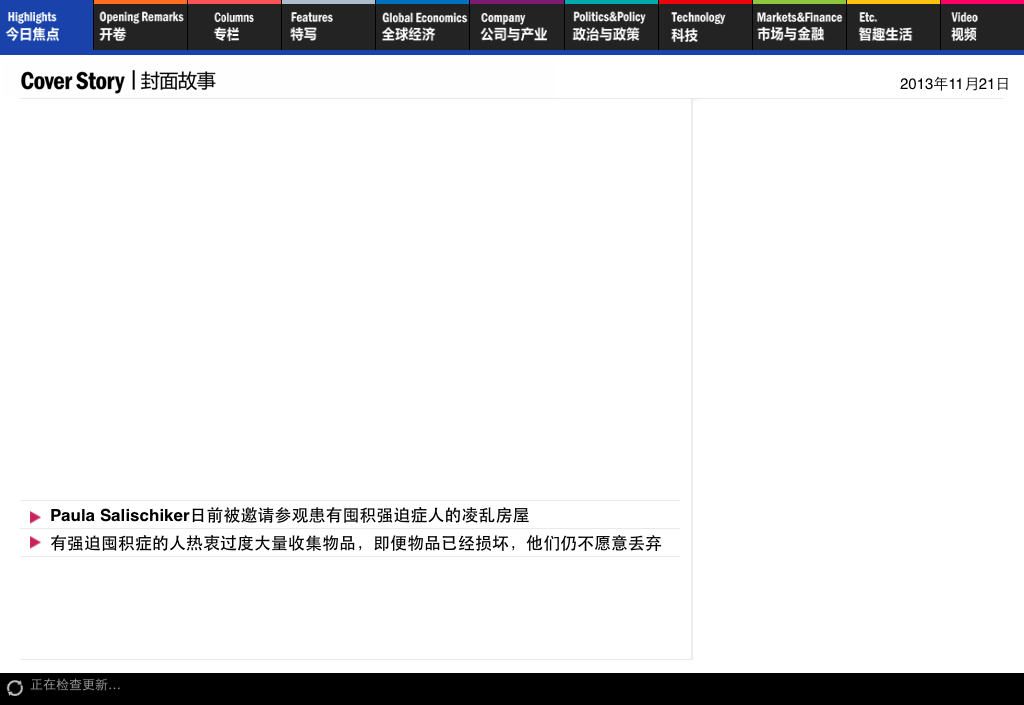 Highlights
今日焦点
Opening Remarks
开卷
Columns
专栏
Features
特写
Global Economics
全球经济
Company
公司与产业
Politics&Policy
政治与政策
Technology
科技
Markets&Finance
市场与金融
Etc.
智趣生活
Video
视频
Cover Story | 封面故事
2013年11月21日
Paula Salischiker日前被邀请参观患有囤积强迫症人的凌乱房屋
有强迫囤积症的人热衷过度大量收集物品，即便物品已经损坏，他们仍不愿意丢弃
正在检查更新...